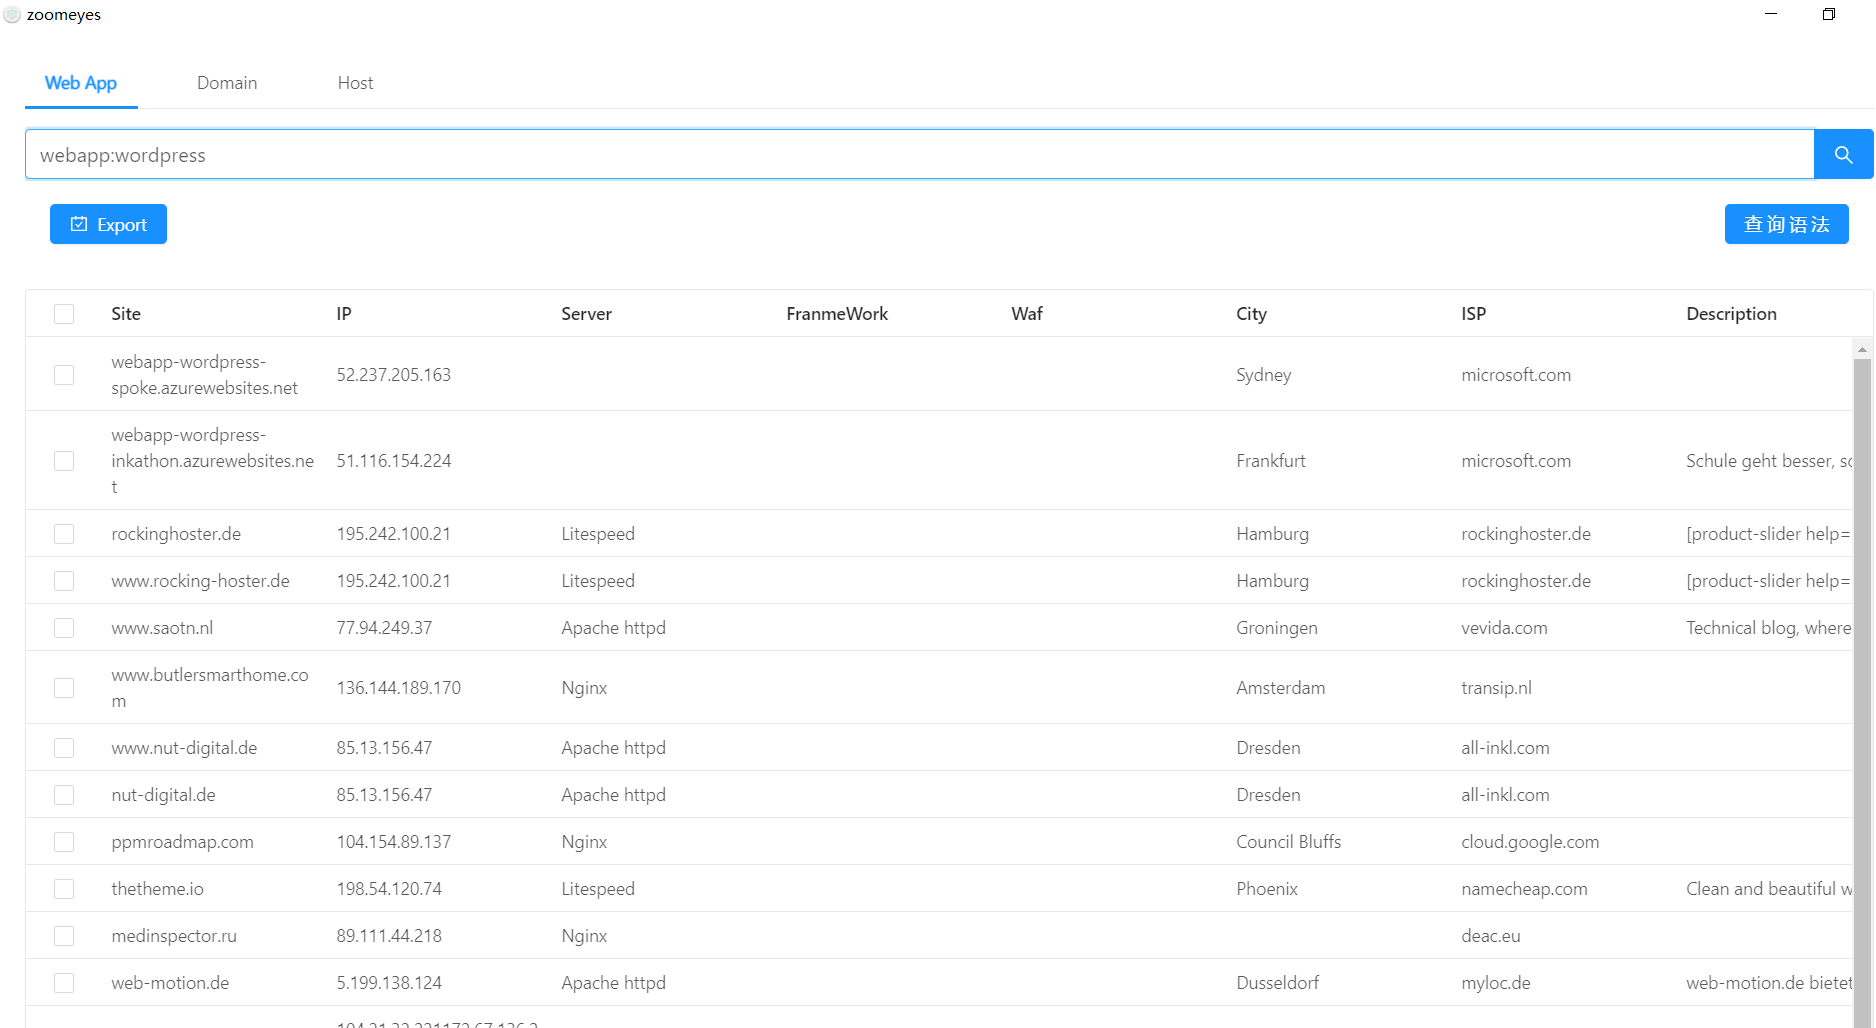 zoomeyes
Web App Domain Host
webapp:wordpress
Export 查询语法
Site IP Server FranmeWork Waf City ISP Description
webapp-wordpress-
spoke.azurewebsites.net 52.237.205.163 Sydney microsoft.com
webapp-wordpress-
inkathon.azurewebsites.ne 51.116.154.224 Frankfurt microsoft.com Schule geht besser, sc
t
rockinghoster.de 195.242.100.21 Litespeed Hamburg rockinghoster.de [product-slider help=
www.rocking-hoster.de 195.242.100.21 Litespeed Hamburg rockinghoster.de [product-slider help=
www.saotn.nl 77.94.249.37 Apache httpd Groningen vevida.com Technical blog, where
www.butlersmarthome.co
m 136.144.189.170 Nginx Amsterdam transip.nl
www.nut-digital.de 85.13.156.47 Apache httpd Dresden all-inkl.com
nut-digital.de 85.13.156.47 Apache httpd Dresden all-inkl.com
ppmroadmap.com 104.154.89.137 Nginx Council Bluffs cloud.google.com
thetheme.io 198.54.120.74 Litespeed Phoenix namecheap.com Clean and beautiful w
medinspector.ru 89.111.44.218 Nginx deac.eu
web-motion.de 5.199.138.124 Apache httpd Dusseldorf myloc.de web-motion.de bietet